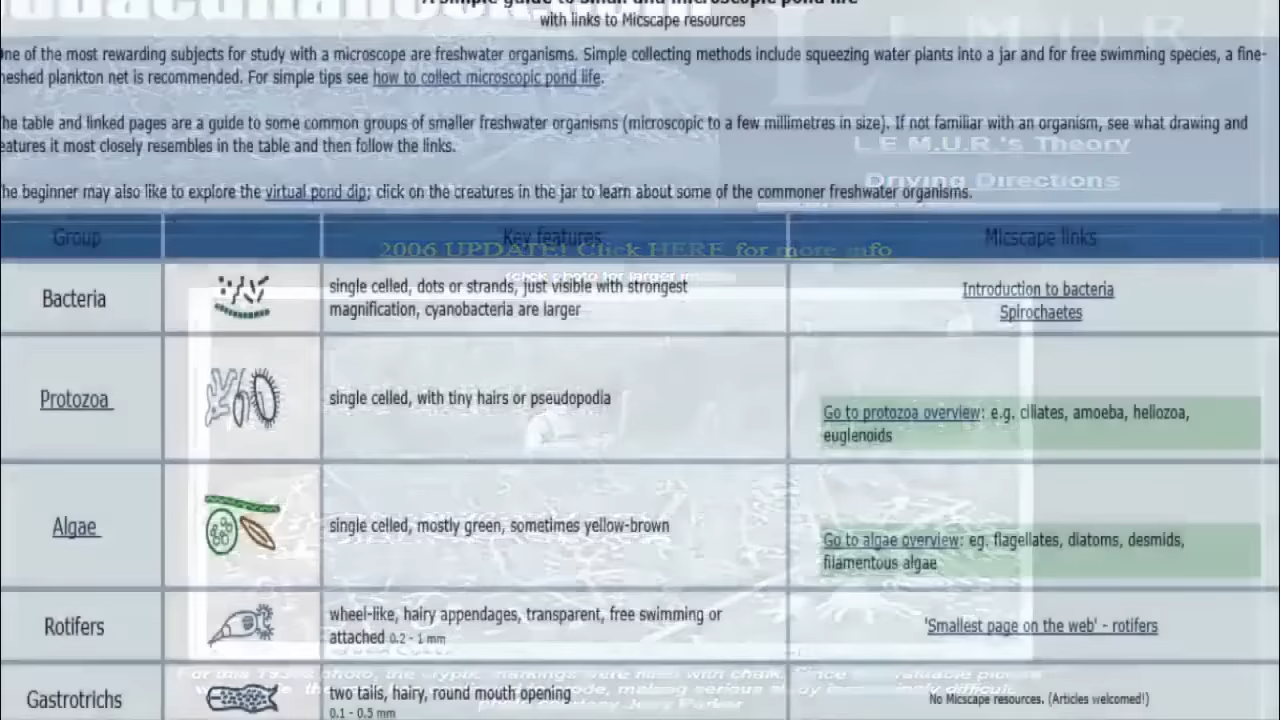 A simple guide to small and microscopic pond life
with links to Micscape resources
L E M U R
ne of the most rewarding subjects for study with a microscope are freshwater organisms. Simple collecting methods include squeezing water plants into a jar and for free swimming species, a fine-
eshed plankton net is recommended. For simple tips see how to collect microscopic pond life.
he table and linked pages are a guide to some common groups of smaller freshwater organisms (microscopic to a few millimetres in size). If not familiar with an organism, see what drawing and
eatures it most closely resembles in the table and then follow the links.
L.E.M.U.R.'s Theory
Driving Directions
he beginner may also like to explore the virtual pond dip; click on the creatures in the jar to learn about some of the commoner freshwater organisms.
Group Key features Micscape links
2006 UPDATE! Click HERE for more info
(click photo for larger
Bacteria
single celled, dots or strands, just visible with strongest
magnification, cyanobacteria are larger
Introduction to bacteria
Spirochaetes
Protozoa
single celled, with tiny hairs or pseudopodia
Go to protozoa overview: e.g. ciliates, amoeba, heliozoa,
euglenoids
Algae
single celled, mostly green, sometimes yellow-brown
Go to algae overview: eg. flagellates, diatoms, desmids,
filamentous algae
Rotifers
wheel-like, hairy appendages, transparent, free swimming or
attached 0.2 - 1 mm
'Smallest page on the web' - rotifers
Gastrotrichs
two tails, hairy, round mouth opening
0.1 - 0.5 mm
No Micscape resources. (Articles welcomed!)